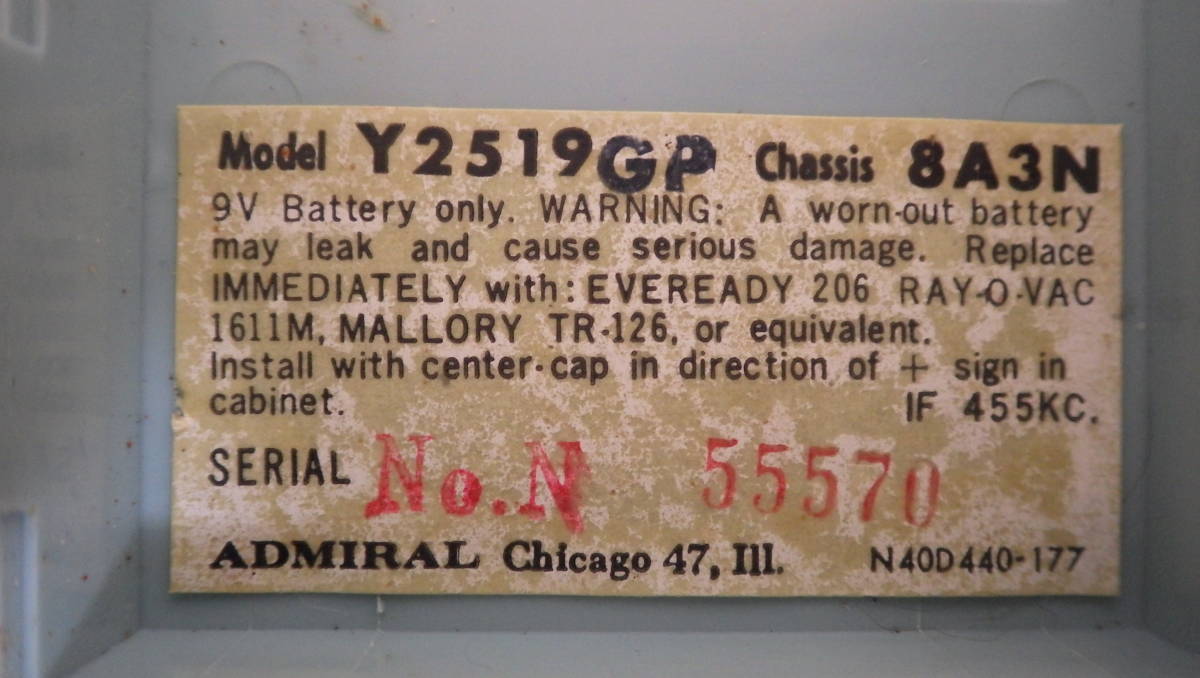 Model Y2519GP Chassis 8A3N
9V Battery only. WARNING: A worn-out battery
may leak and cause serious damage. Replace
IMMEDIATELY with: EVEREADY 206 RAY-O-VAC
1611M, MALLORY TR-126, or equivalent.
Install with center-cap in direction of + sign in
cabinet. IF 455KC.
SERIAL No. N 55570
ADMIRAL Chicago 47, Ill. N40D440-177